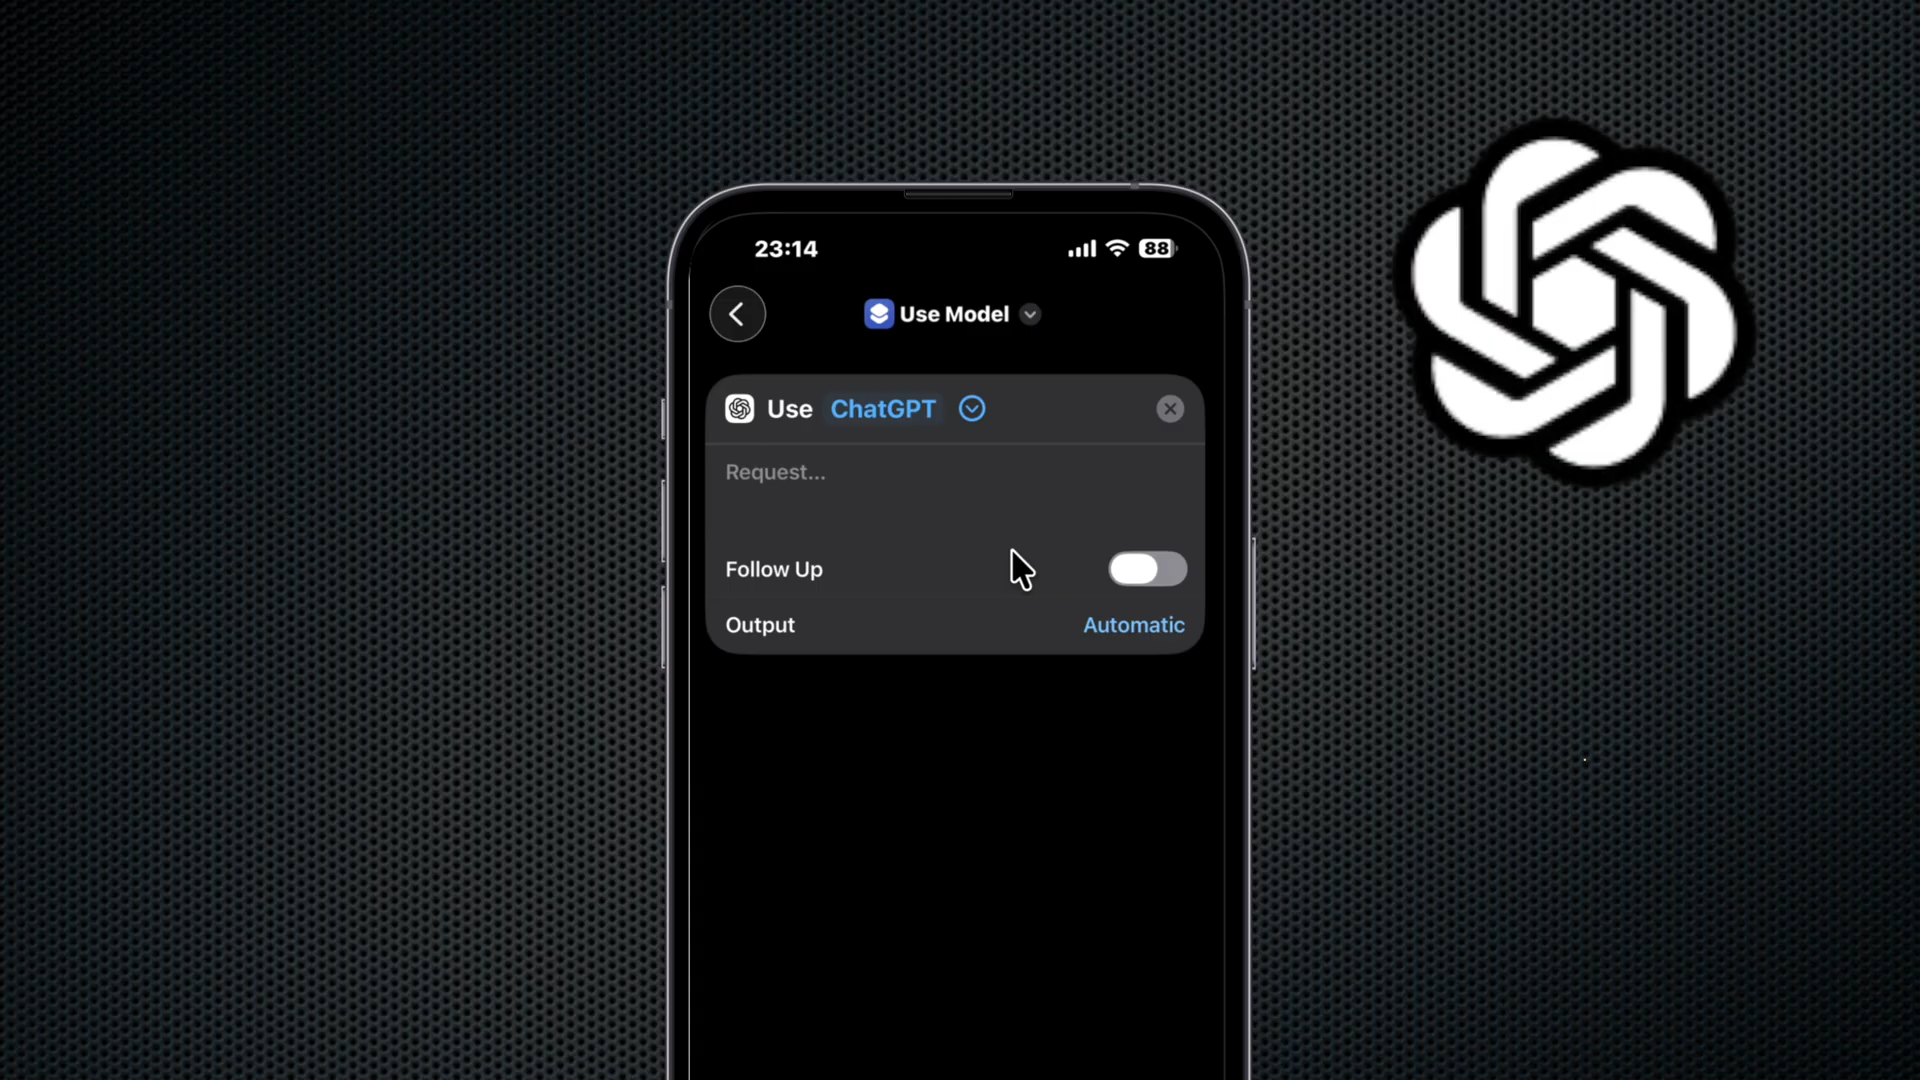 23:14
88
Use Model
Use ChatGPT
Request...
Follow Up
Output Automatic